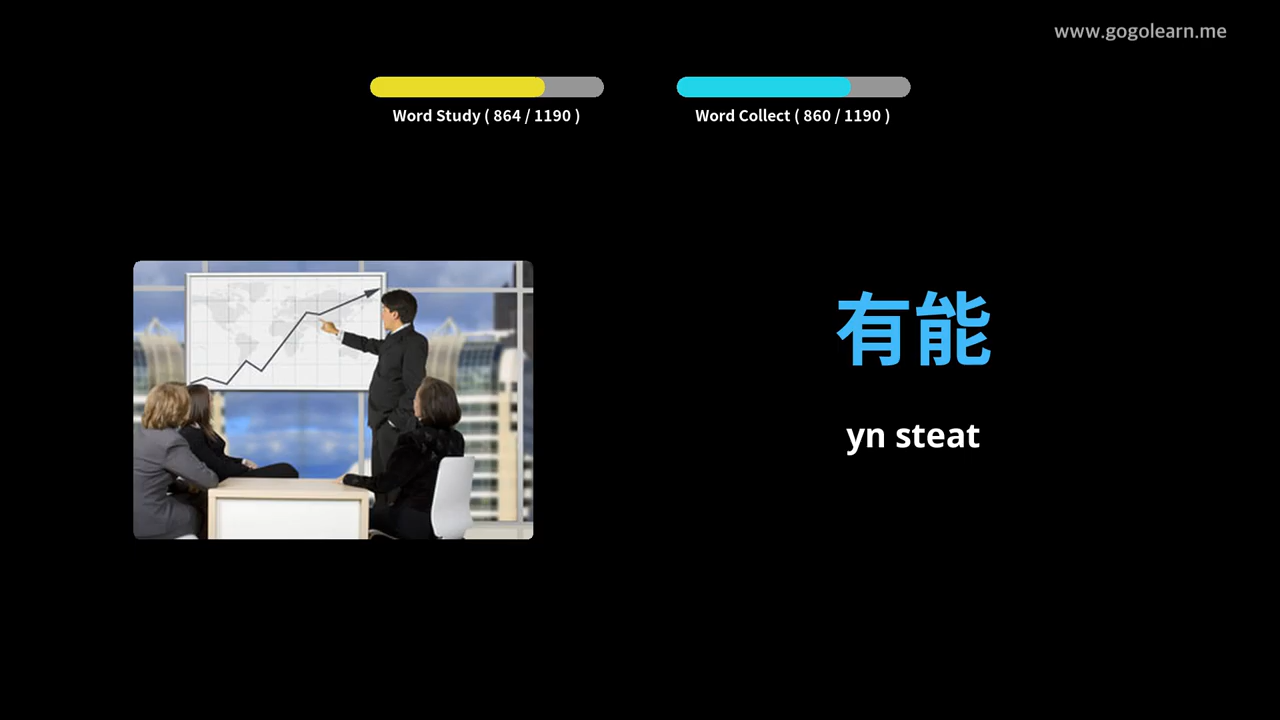 www.gogolearn.me
Word Study ( 864 / 1190 )
Word Collect ( 860 / 1190 )
有能
yn steat